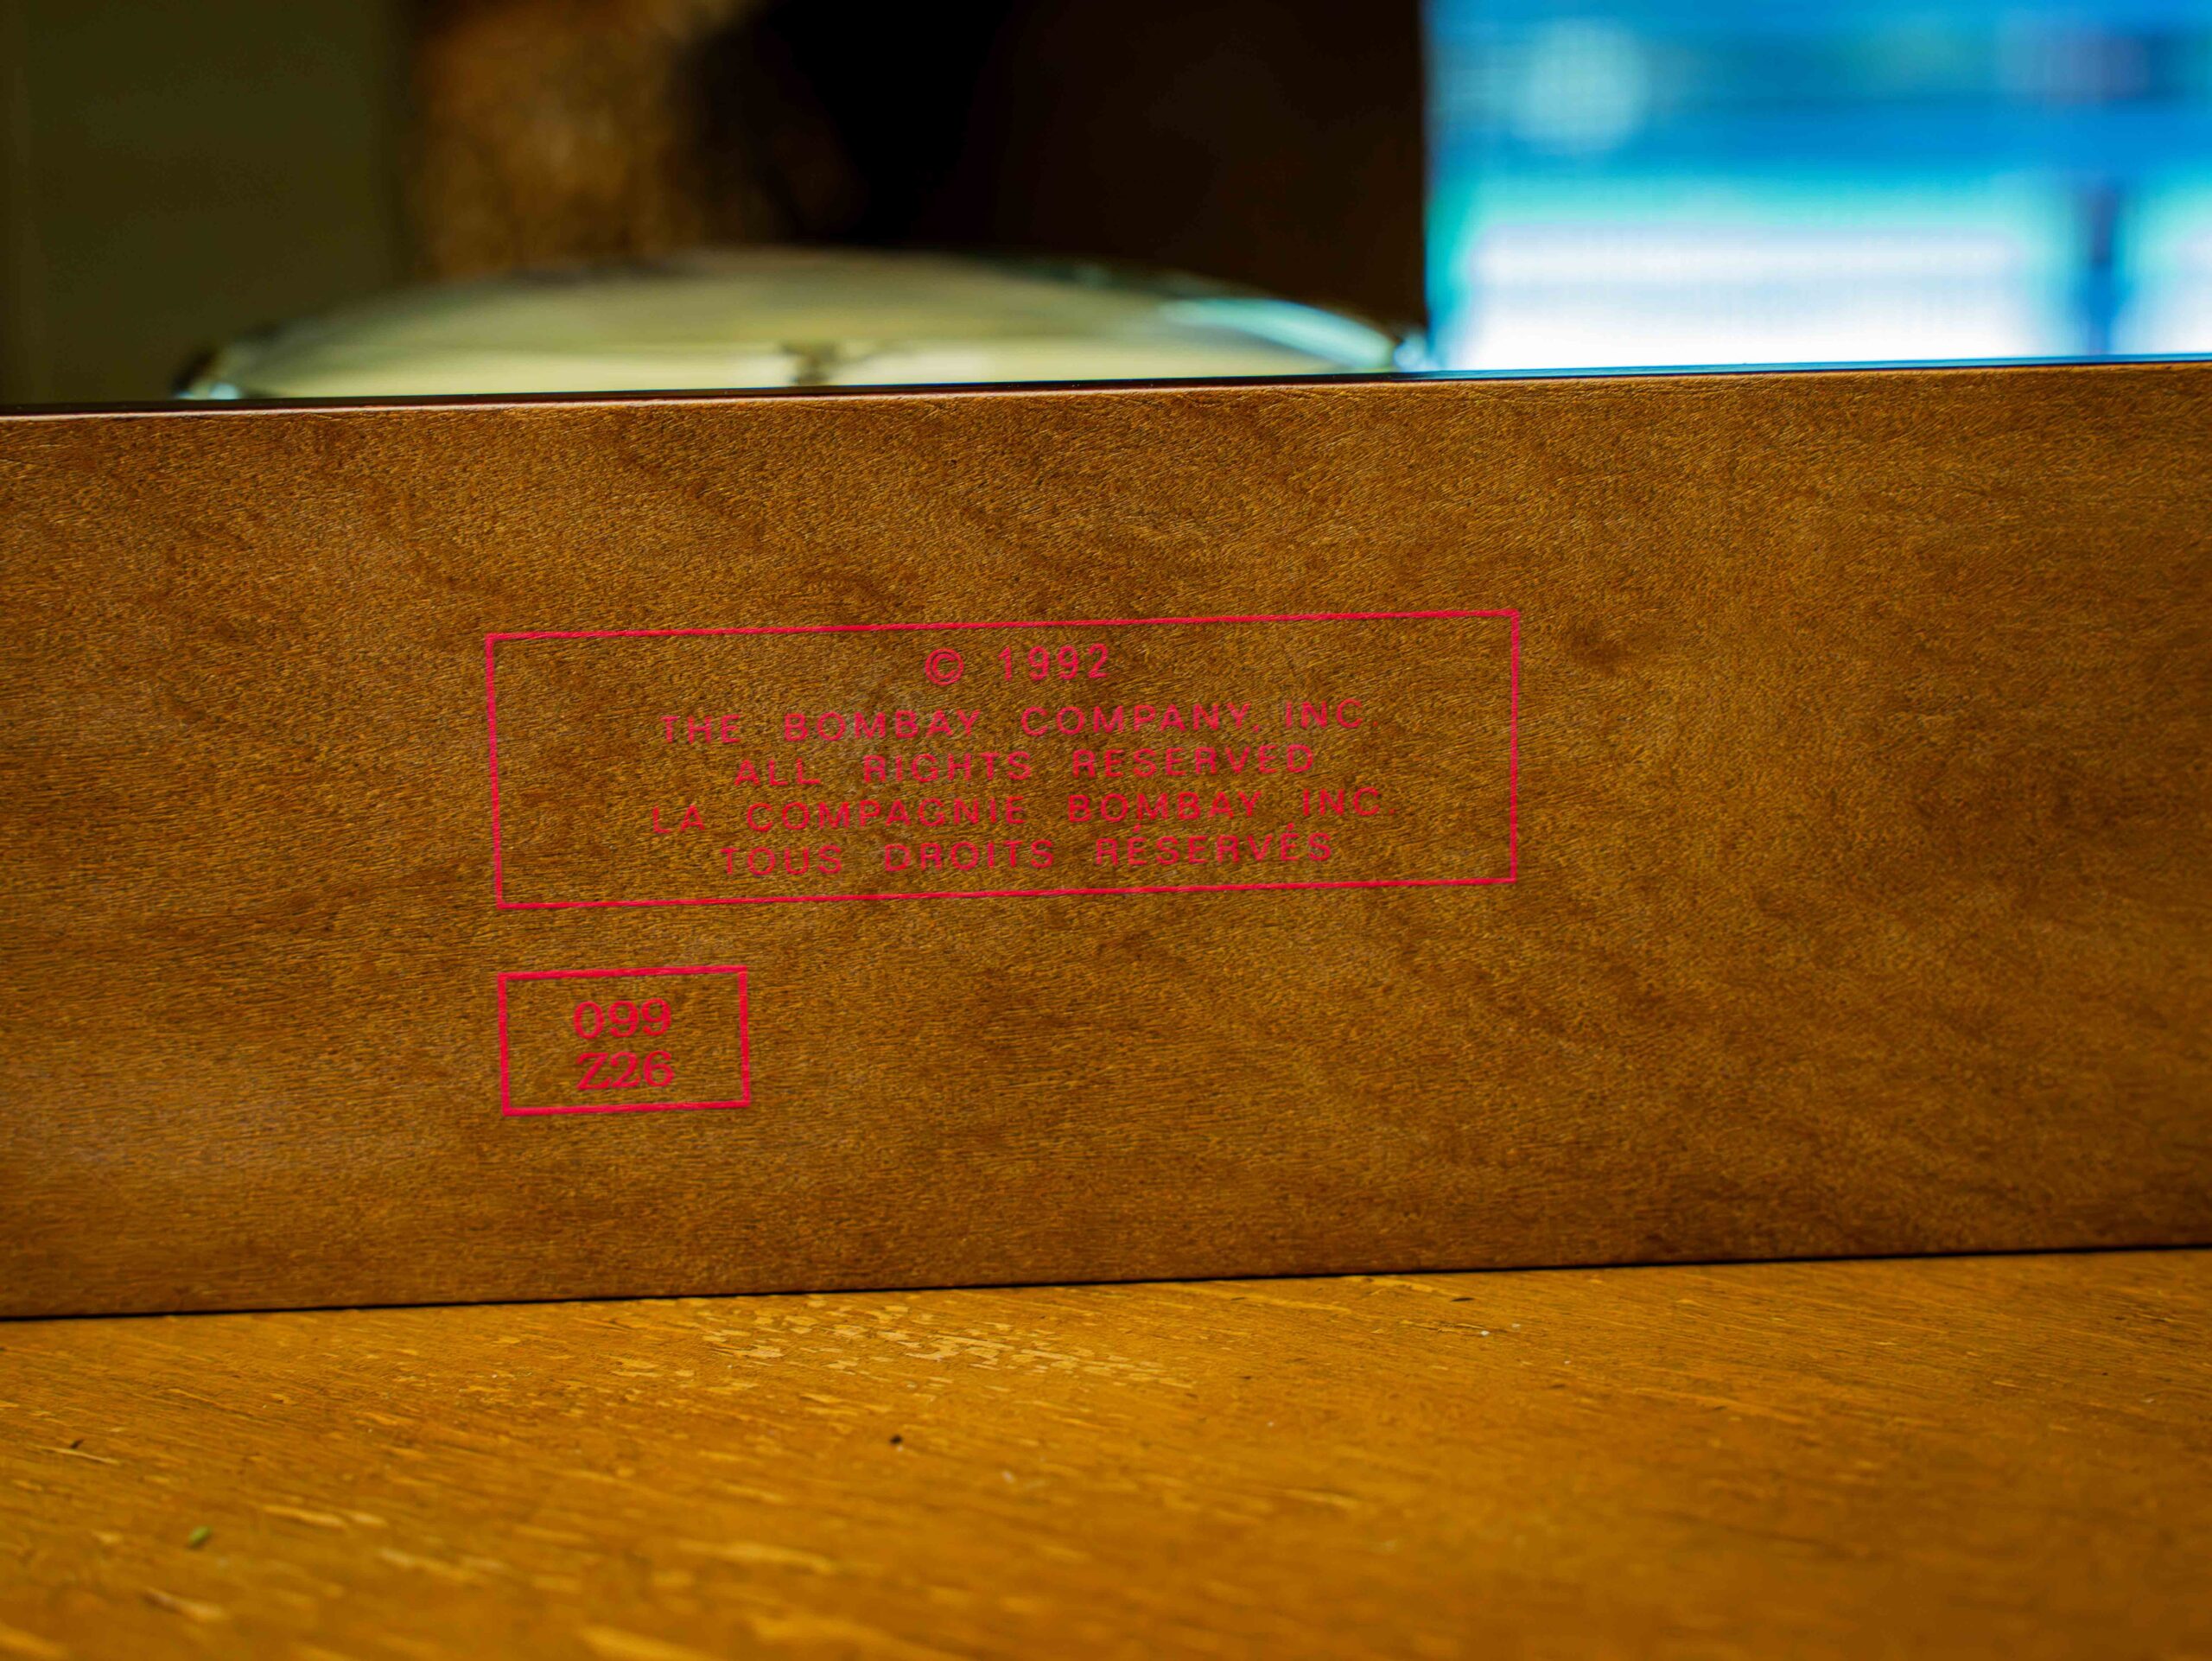 © 1992
THE BOMBAY COMPANY, INC.
ALL RIGHTS RESERVED
LA COMPAGNIE BOMBAY, INC.
TOUS DROITS RÉSERVÉS
099
Z26